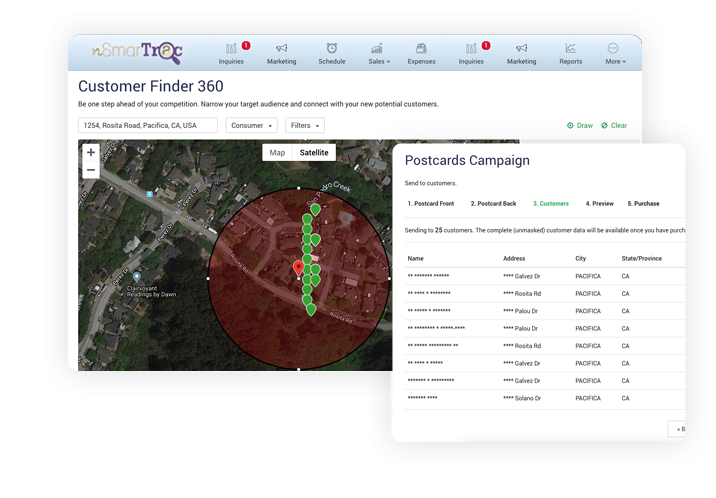 nSmarTrac
1
1
Inquiries
Marketing
Schedule
Sales
Expenses
Inquiries
Marketing
Reports
More
Customer Finder 360
Be one step ahead of your competition. Narrow your target audience and connect with your new potential customers.
1254, Rosita Road, Pacifica, CA, USA
Consumer
Filters
Draw
Clear
+
−
Map
Satellite
San Pedro Creek
Peralta Rd
Rosita Rd
Rosita Rd
Clairvoyant
Readings by Dawn
Postcards Campaign
Send to customers.
1. Postcard Front
2. Postcard Back
3. Customers
4. Preview
5. Purchase
Sending to 25 customers. The complete (unmasked) customer data will be available once you have purch
Name Address City State/Province
** ******* ****** **** Galvez Dr PACIFICA CA
** **** * ******** **** Rosita Rd PACIFICA CA
** ***** * ******* **** Palou Dr PACIFICA CA
** ******** * *****-**** **** Palou Dr PACIFICA CA
** ***** ********* ** **** Rosita Rd PACIFICA CA
** **** * ***** **** Galvez Dr PACIFICA CA
******* * ********* **** Galvez Dr PACIFICA CA
******* **** **** Solano Dr PACIFICA CA
« B